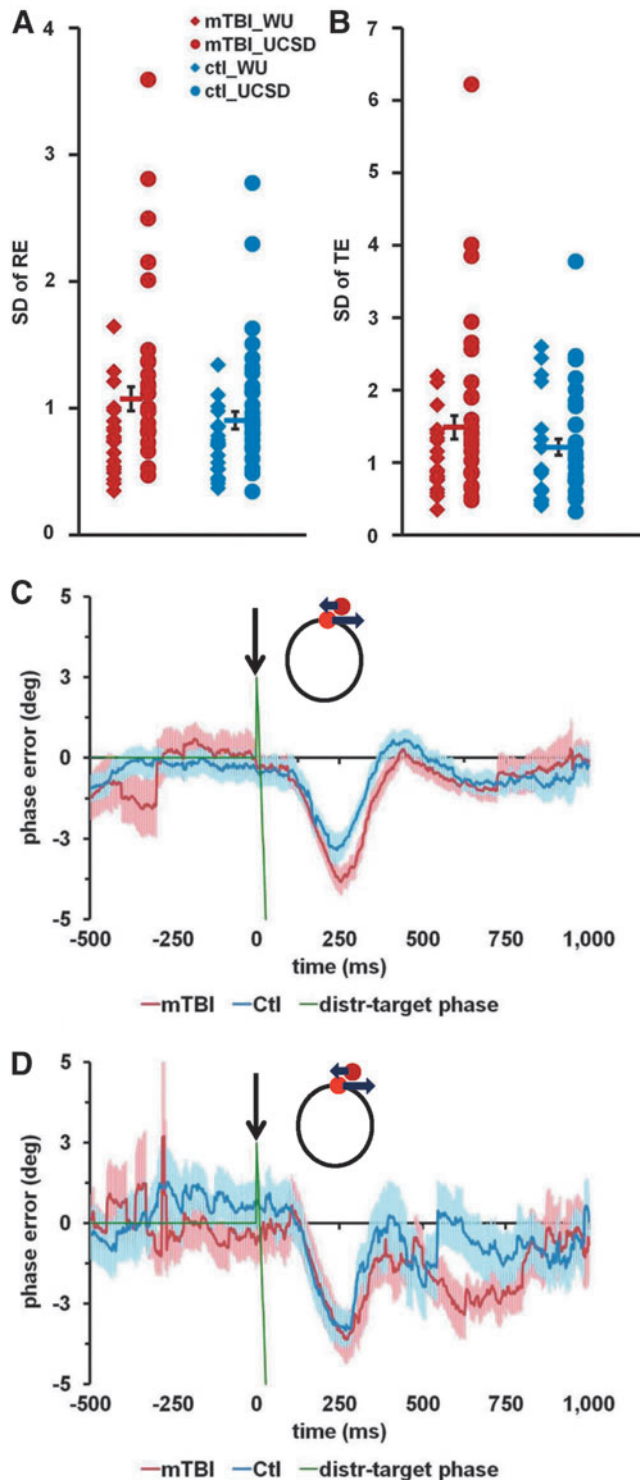 A
mTBI_WU
mTBI_UCSD
ctl_WU
ctl_UCSD
SD of RE
4
3
2
1
0
B
SD of TE
7
6
5
4
3
2
1
0
C
phase error (deg)
5
3
0
-3
-5
-500 -250 0 250 500 750 1,000
time (ms)
mTBI Ctl distr-target phase
D
phase error (deg)
5
3
0
-3
-5
-500 -250 0 250 500 750 1,000
time (ms)
mTBI Ctl distr-target phase